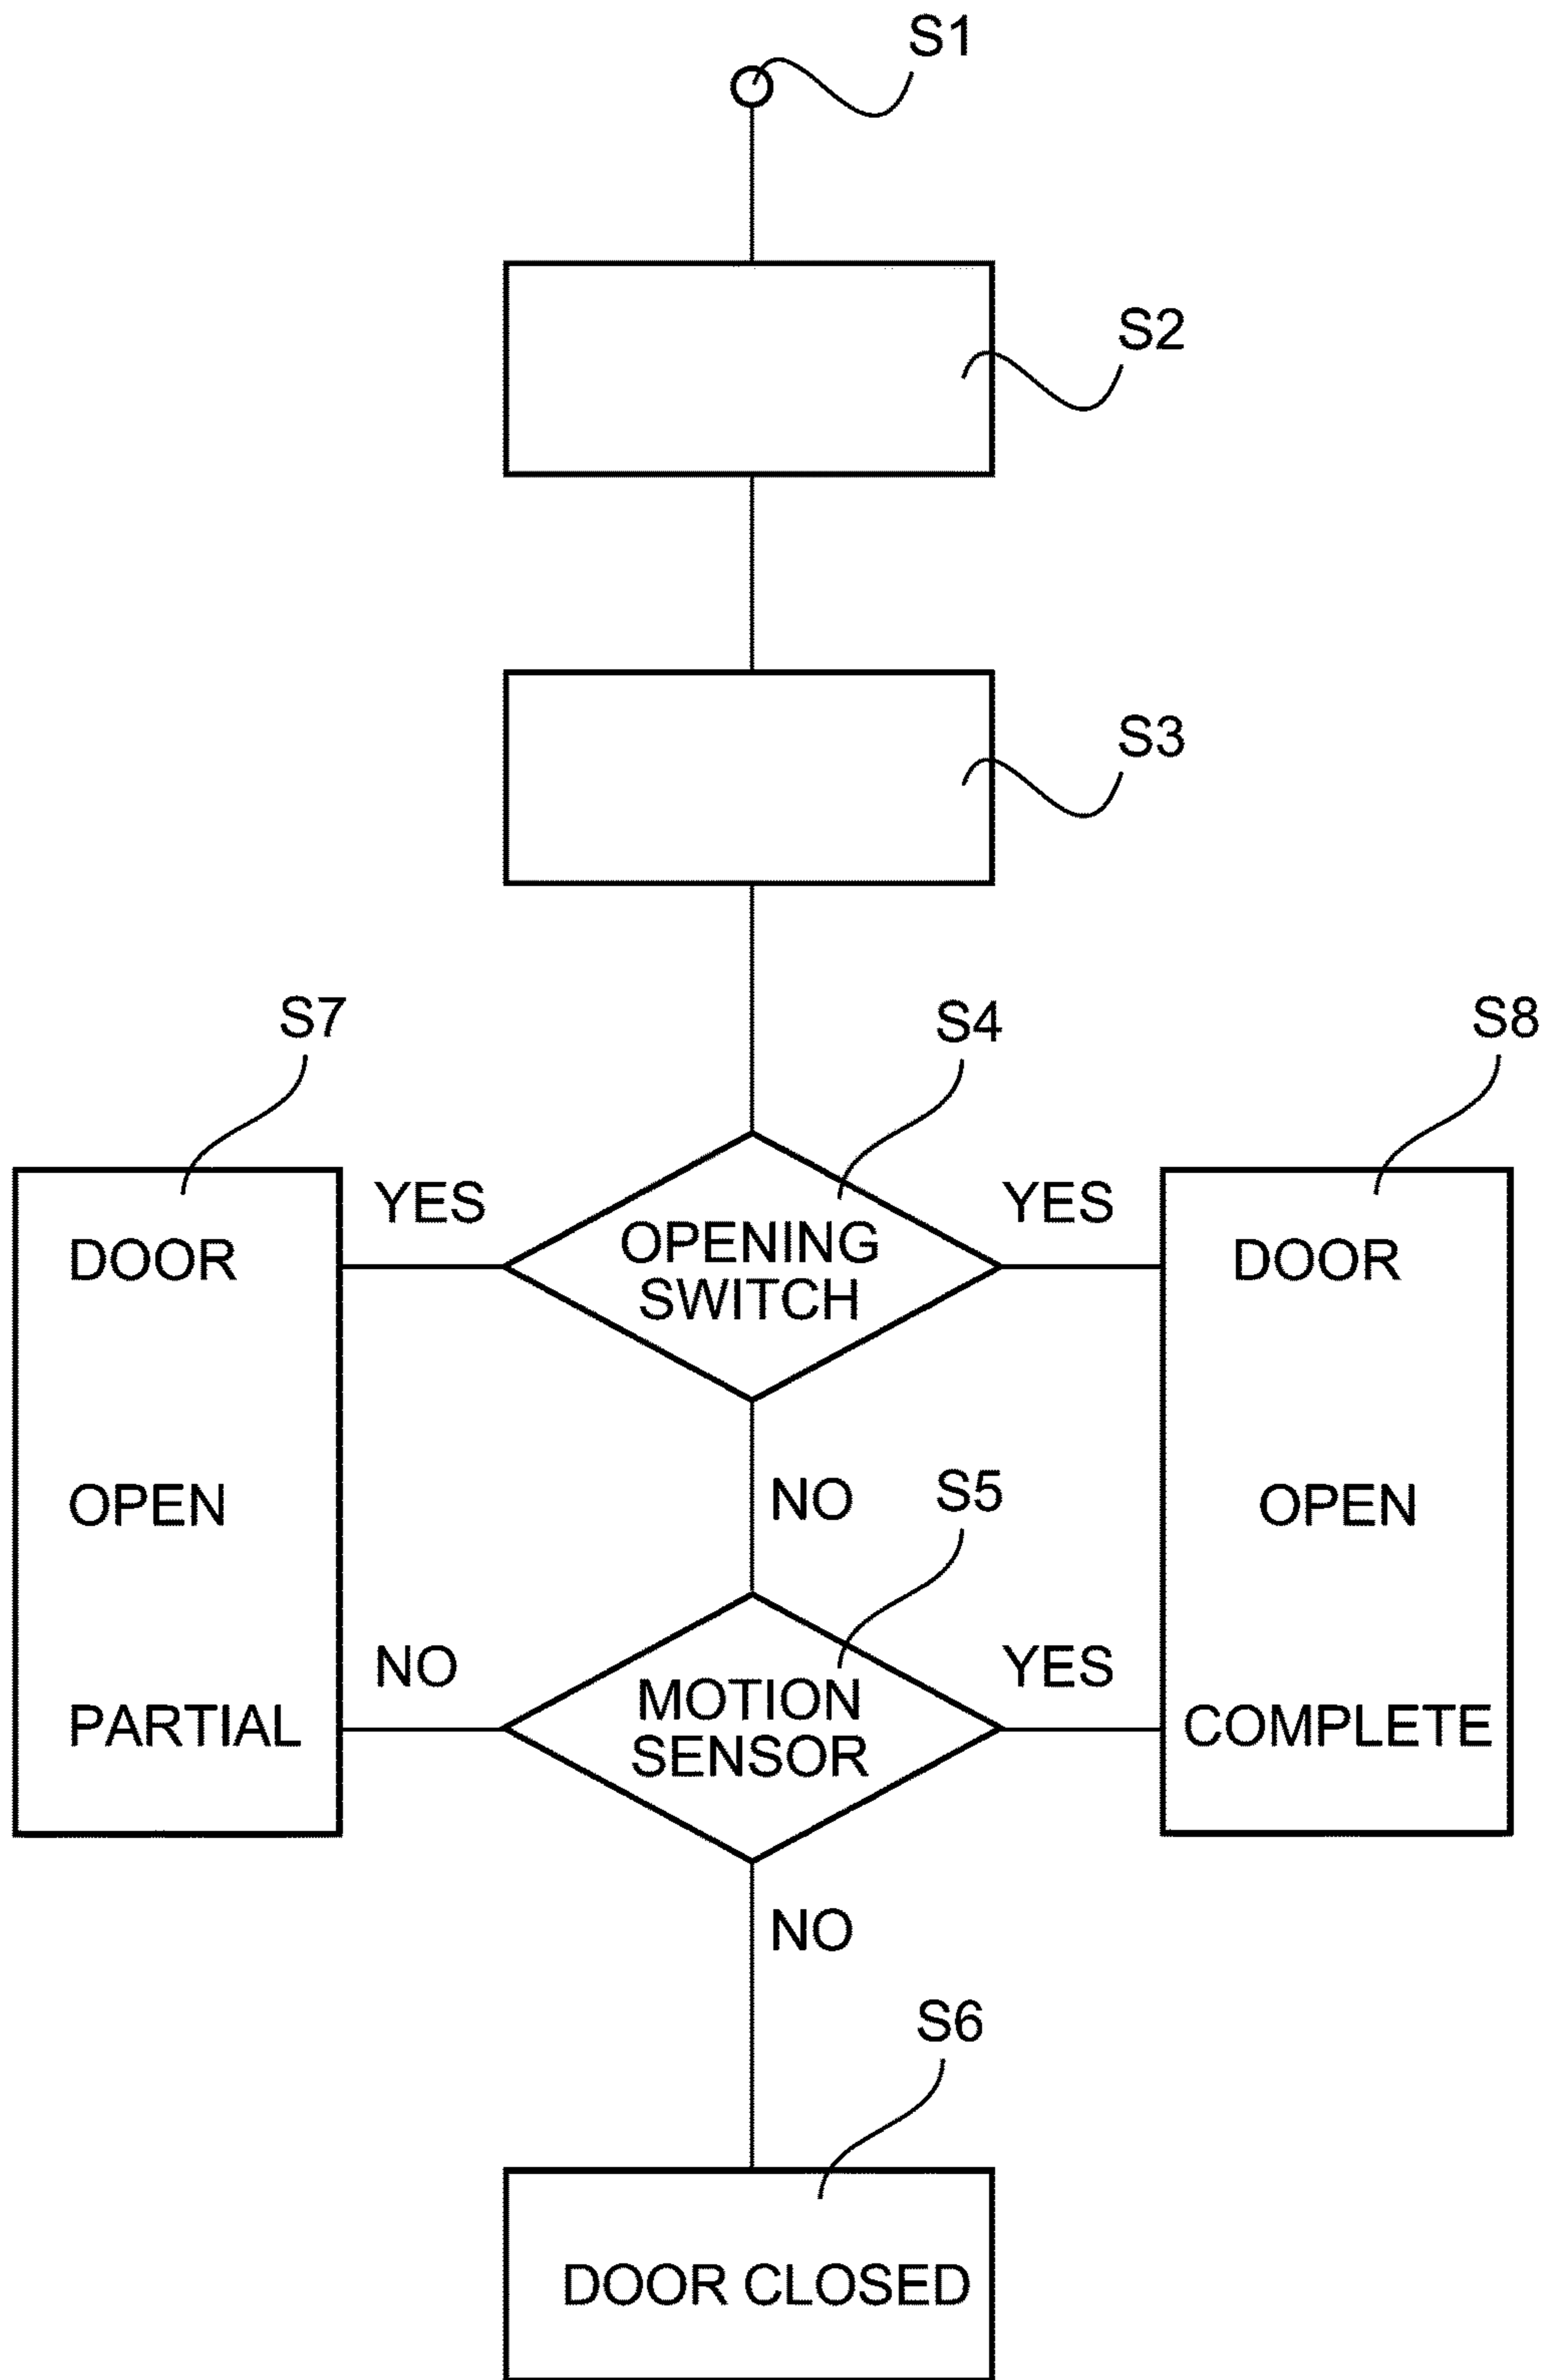 S1
S2
S3
S7
S4
S8
YES
YES
DOOR
OPENING
SWITCH
DOOR
OPEN
NO
S5
OPEN
NO
YES
PARTIAL
MOTION
SENSOR
COMPLETE
NO
S6
DOOR CLOSED